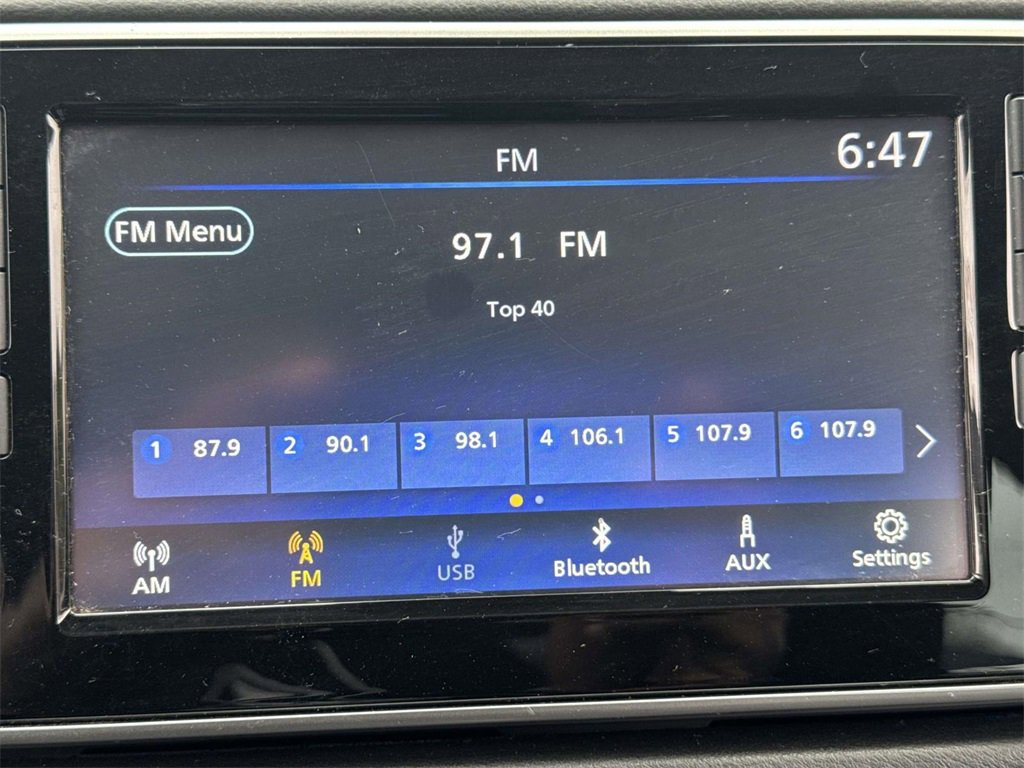 FM
6:47
FM Menu
97.1 FM
Top 40
1 87.9
2 90.1
3 98.1
4 106.1
5 107.9
6 107.9
AM
FM
USB
Bluetooth
AUX
Settings